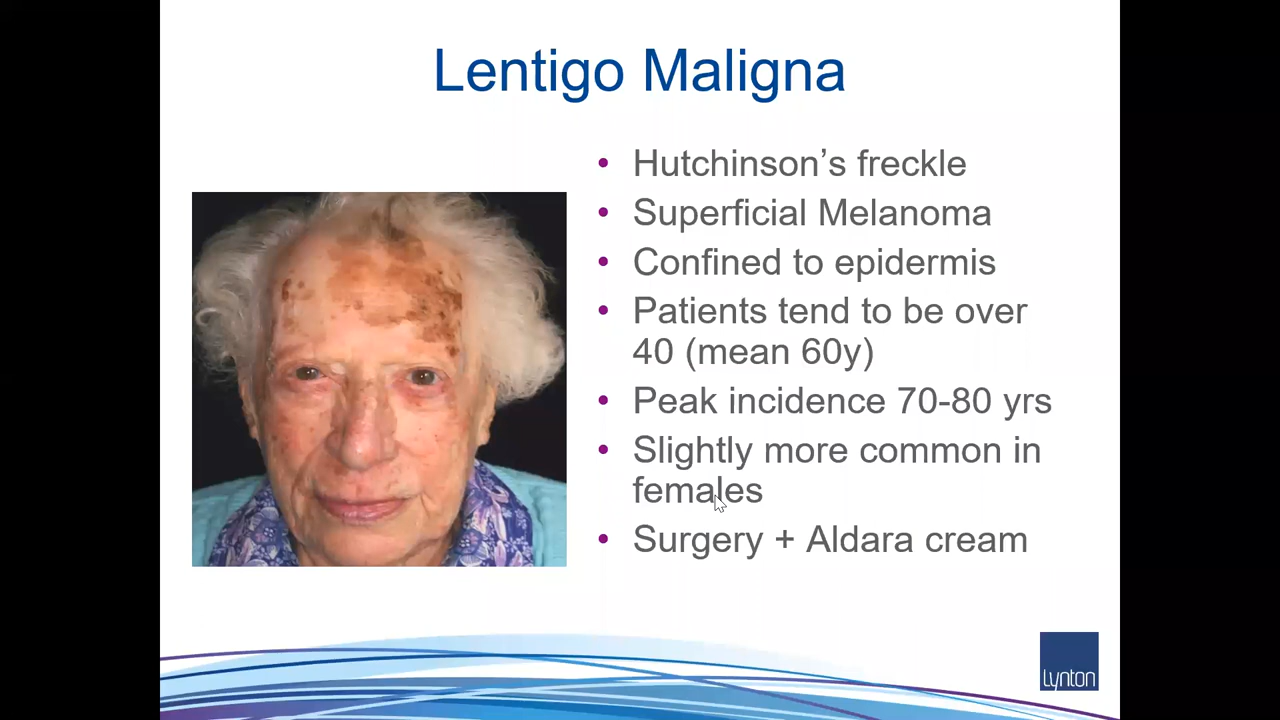 Lentigo Maligna
• Hutchinson’s freckle
• Superficial Melanoma
• Confined to epidermis
• Patients tend to be over
40 (mean 60y)
• Peak incidence 70-80 yrs
• Slightly more common in
females
• Surgery + Aldara cream
Lynton